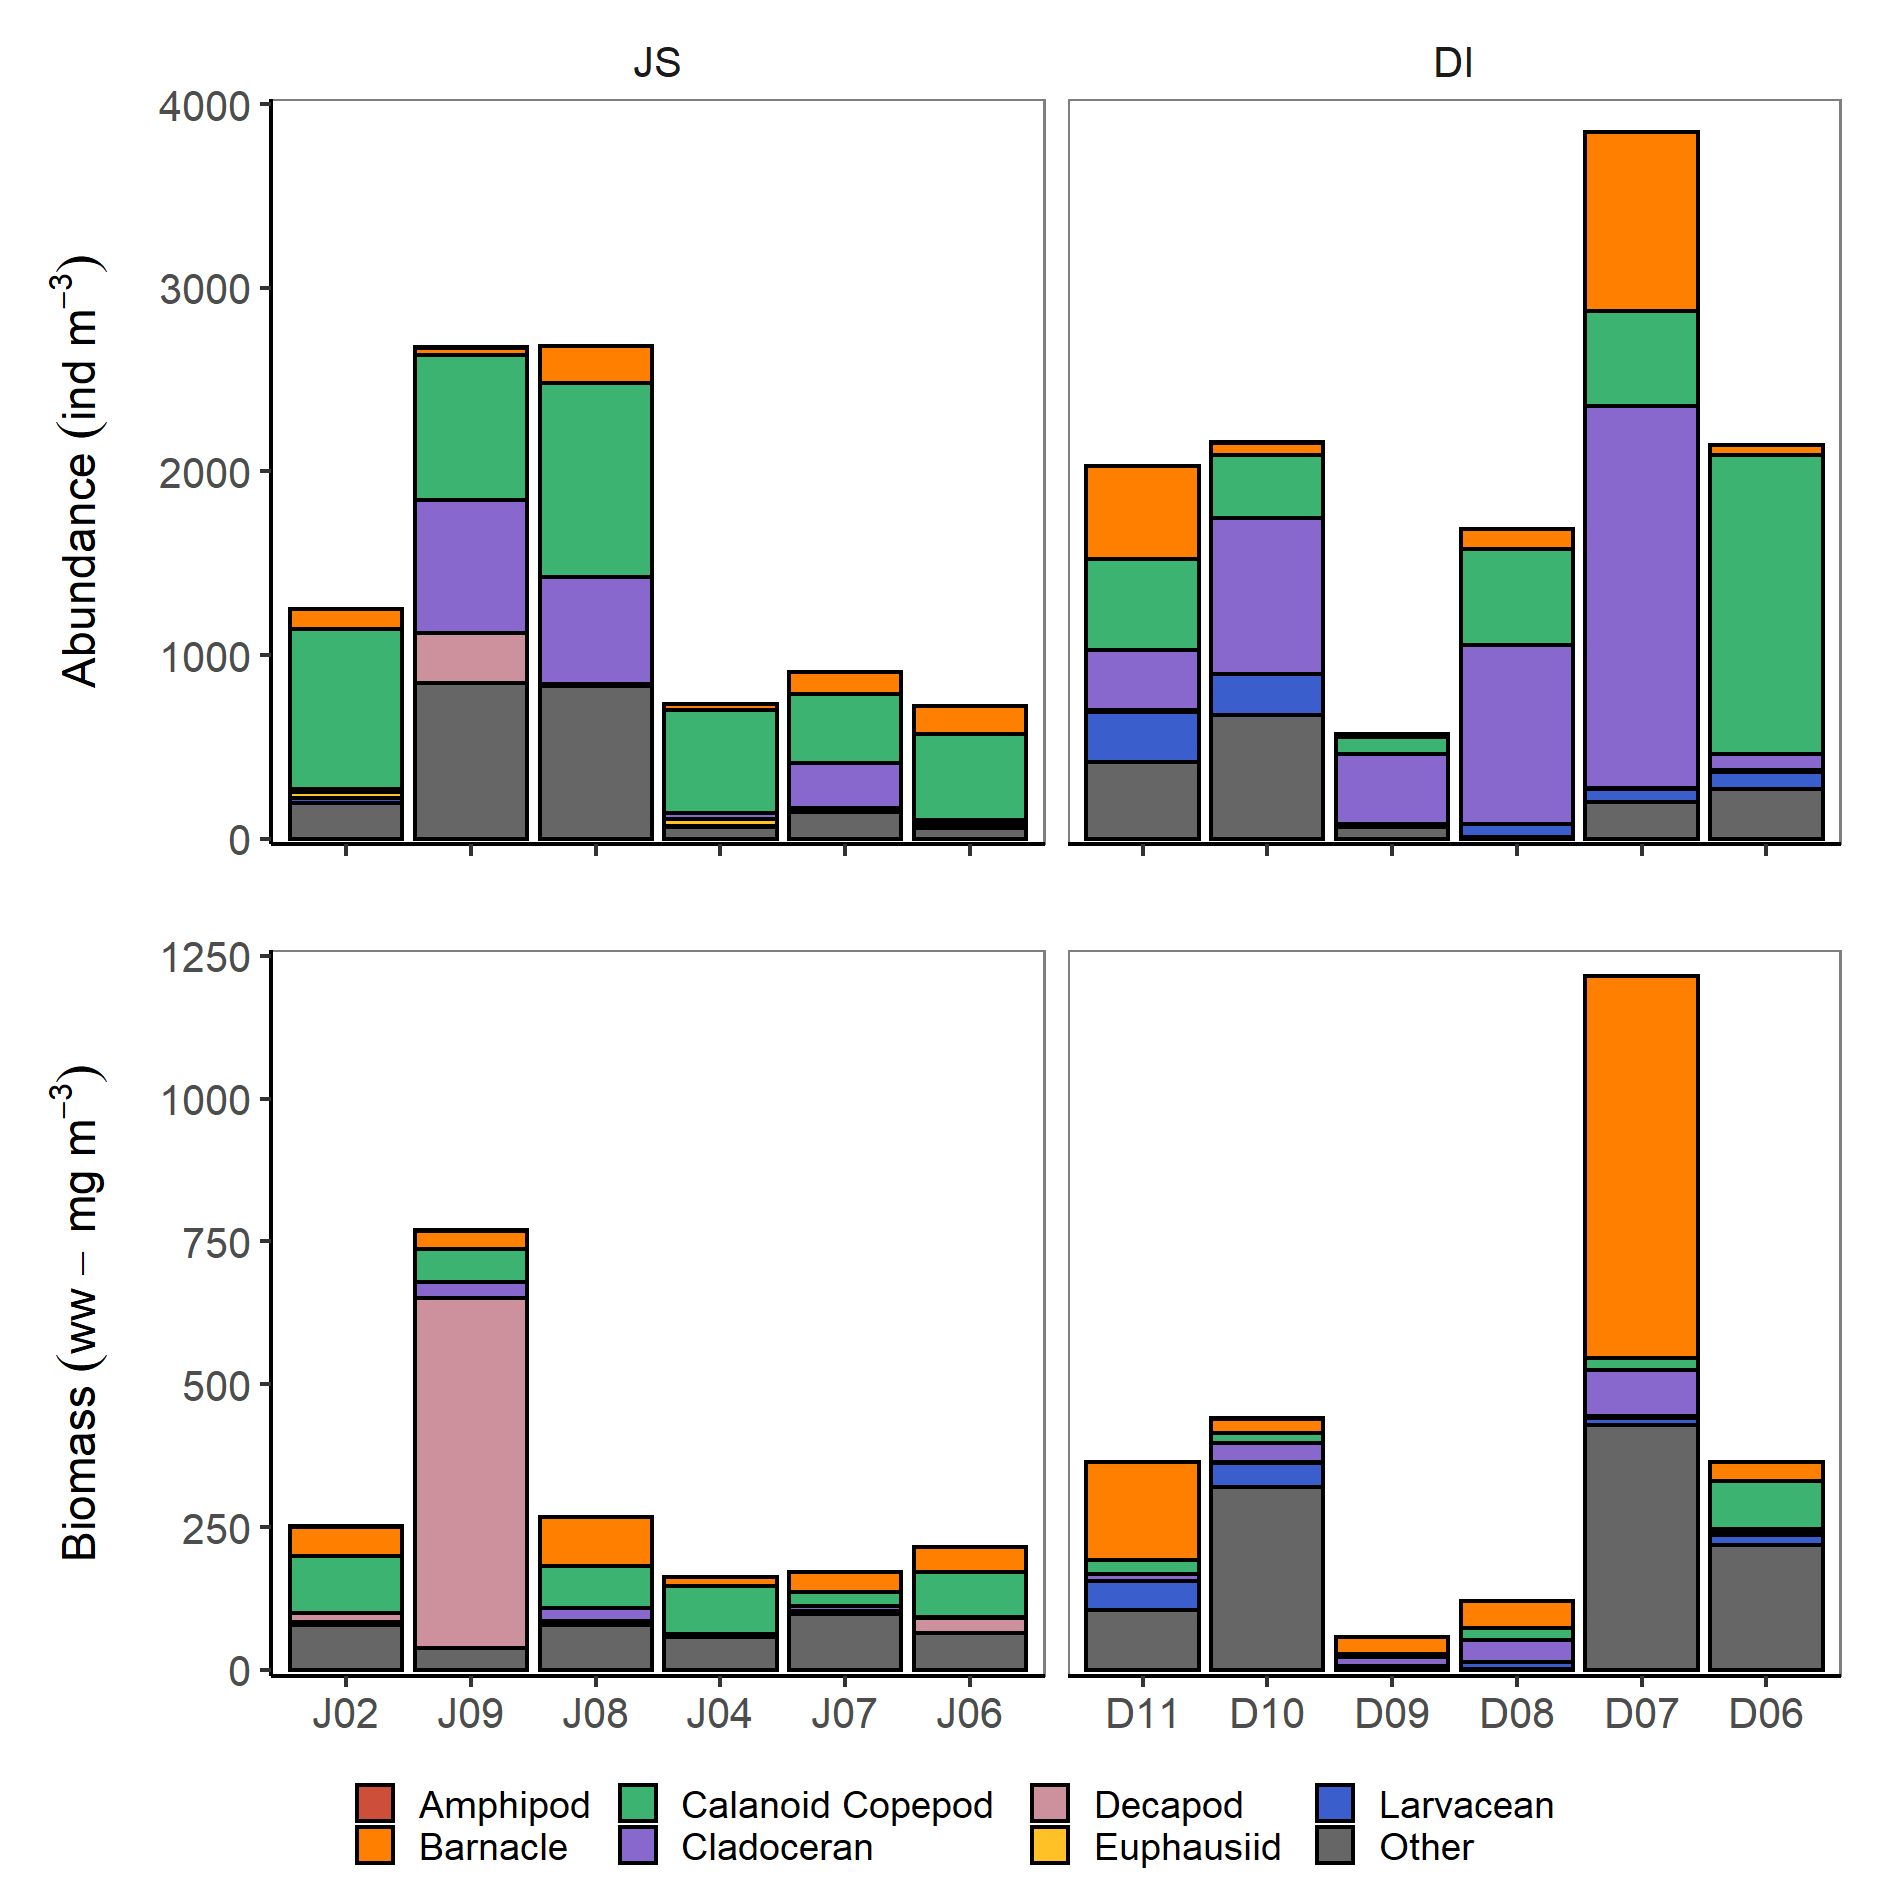 JS
DI
Abundance (ind m⁻³)
4000
3000
2000
1000
0
Biomass (ww − mg m⁻³)
1250
1000
750
500
250
0
J02 J09 J08 J04 J07 J06 D11 D10 D09 D08 D07 D06
Amphipod Calanoid Copepod Decapod Larvacean
Barnacle Cladoceran Euphausiid Other